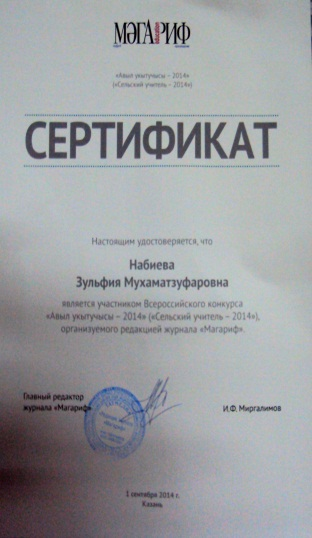 МӘГАРИФ
«Авыл укытучысы – 2014»
(«Сельский учитель – 2014»)
СЕРТИФИКАТ
Настоящим удостоверяется, что
Набиева
Зульфия Мухаматзуфаровна
является участником Всероссийского конкурса
«Авыл укытучысы – 2014» («Сельский учитель – 2014»),
организуемого редакцией журнала «Магариф».
Главный редактор
журнала «Магариф»
И.Ф. Миргалимов
1 сентября 2014 г.
Казань